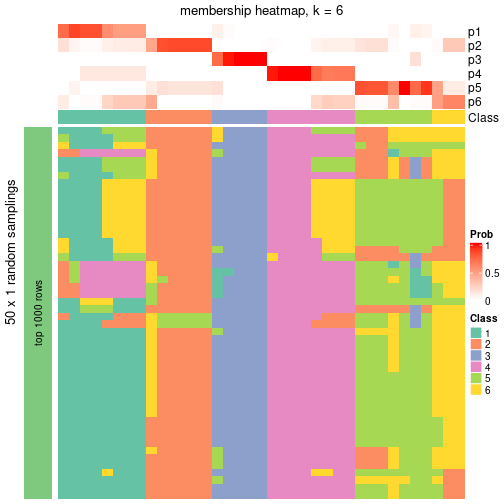 membership heatmap, k = 6
p1
p2
p3
p4
p5
p6
Class
50 x 1 random samplings
top 1000 rows
Prob
1
0.5
0
Class
1
2
3
4
5
6